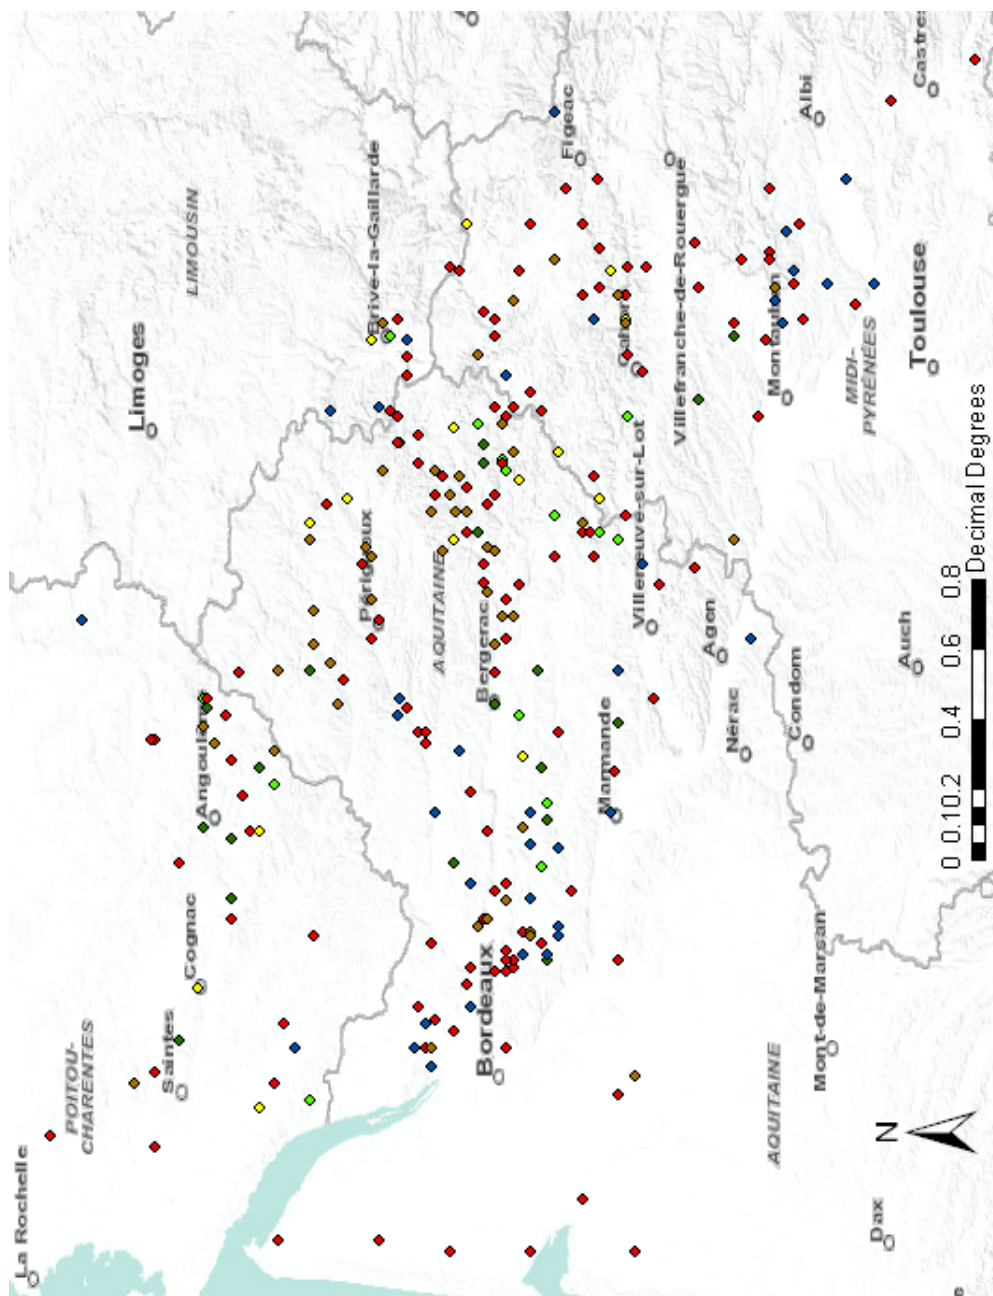 La Rochelle
POITOU-
CHARENTES
Saintes
Cognac
Angoulême
Limoges
LIMOUSIN
Brive-la-Gaillarde
Périgueux
AQUITAINE
Bergerac
Bordeaux
Figeac
Cahors
Villefranche-de-Rouergue
Villeneuve-sur-Lot
Marmande
Agen
Nérac
Condom
Montauban
Albi
Castres
MIDI-
PYRÉNÉES
Toulouse
Auch
Mont-de-Marsan
AQUITAINE
Dax
N
0 0.10.2 0.4 0.6 0.8
Decimal Degrees